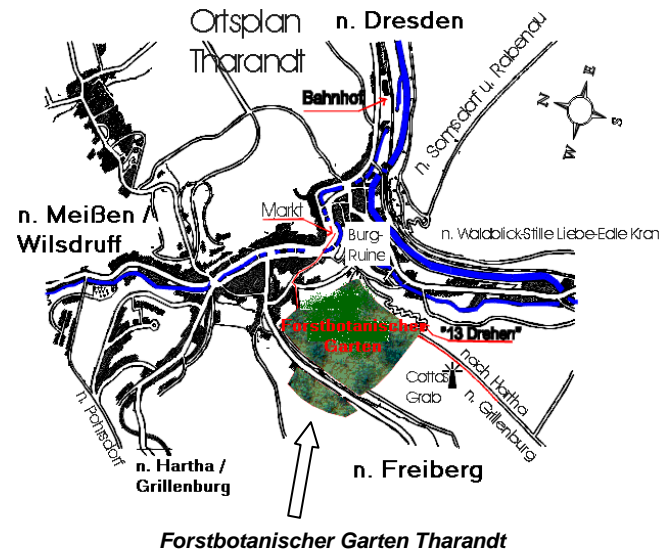 Ortsplan
Tharandt
n. Dresden
Bahnhof
n. Somsdorf u. Rabenau
N
E
S
W
n. Meißen /
Wilsdruff
Markt
Burg-
Ruine
n. Waldblick-Stille Liebe-Edle Kran
Forstbotanischer
Garten
"13 Drehen"
nach Hartha
n. Grillenburg
Cottas
Grab
n. Pohrsdorf
n. Hartha /
Grillenburg
n. Freiberg
Forstbotanischer Garten Tharandt